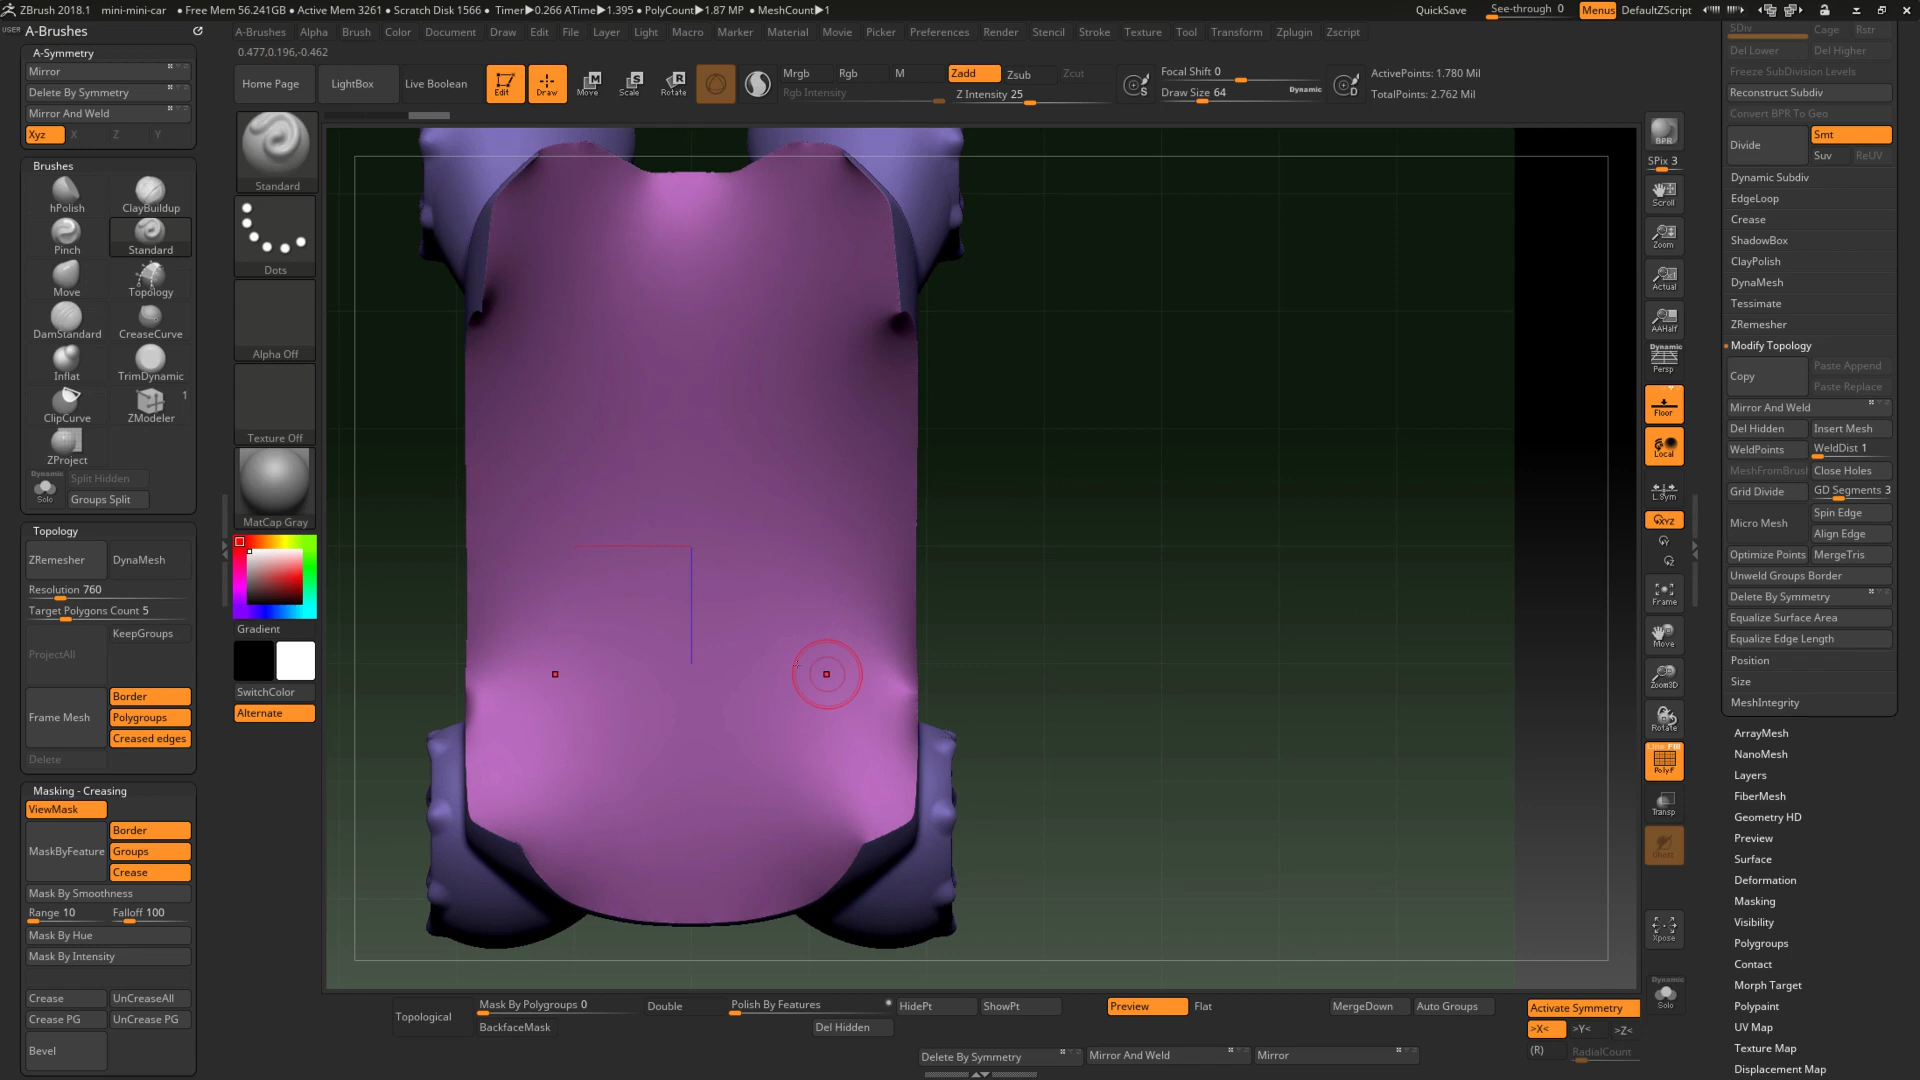 ZBrush 2018.1 mini-mini-car • Free Mem 56.241GB • Active Mem 3261 • Scratch Disk 1566 • Timer▶0.266 ATime▶1.395 • PolyCount▶1.87 MP • MeshCount▶1 QuickSave See-through 0 Menus DefaultZScript
USER A-Brushes
A-Brushes Alpha Brush Color Document Draw Edit File Layer Light Macro Marker Material Movie Picker Preferences Render Stencil Stroke Texture Tool Transform Zplugin Zscript
0.477,0.196,-0.462
A-Symmetry
Mirror
Delete By Symmetry
Mirror And Weld
Xyz X Z Y
Home Page LightBox Live Boolean Edit Draw Move Scale Rotate
Mrgb Rgb M Zadd Zsub Zcut
Rgb Intensity Z Intensity 25
Focal Shift 0
Draw Size 64 Dynamic
S D
ActivePoints: 1.780 Mil
TotalPoints: 2.762 Mil
Brushes
hPolish ClayBuildup
Pinch Standard
Move Topology
DamStandard CreaseCurve
Inflat TrimDynamic
ClipCurve ZModeler 1
ZProject
Dynamic Solo Split Hidden
Groups Split
Topology
ZRemesher DynaMesh
Resolution 760
Target Polygons Count 5
ProjectAll KeepGroups
Frame Mesh Border
Polygroups
Creased edges
Delete
Masking - Creasing
ViewMask
MaskByFeature Border
Groups
Crease
Mask By Smoothness
Range 10 Falloff 100
Mask By Hue
Mask By Intensity
Crease UnCreaseAll
Crease PG UnCrease PG
Bevel
Standard
Dots
Alpha Off
Texture Off
MatCap Gray
Gradient
SwitchColor
Alternate
BPR
SPix 3
Scroll
Zoom
Actual
AAHalf
Dynamic
Persp
Floor
Local
L.Sym
XYZ
Y
Z
Frame
Move
Zoom3D
Rotate
Line Fill
PolyF
Transp
Ghost
Xpose
Dynamic
Solo
SDiv Cage Rstr
Del Lower Del Higher
Freeze SubDivision Levels
Reconstruct Subdiv
Convert BPR To Geo
Divide Smt
Suv ReUV
Dynamic Subdiv
EdgeLoop
Crease
ShadowBox
ClayPolish
DynaMesh
Tessimate
ZRemesher
Modify Topology
Copy Paste Append
Paste Replace
Mirror And Weld
Del Hidden Insert Mesh
WeldPoints WeldDist 1
MeshFromBrush Close Holes
Grid Divide GD Segments 3
Micro Mesh Spin Edge
Align Edge
Optimize Points MergeTris
Unweld Groups Border
Delete By Symmetry
Equalize Surface Area
Equalize Edge Length
Position
Size
MeshIntegrity
ArrayMesh
NanoMesh
Layers
FiberMesh
Geometry HD
Preview
Surface
Deformation
Masking
Visibility
Polygroups
Contact
Morph Target
Polypaint
UV Map
Texture Map
Displacement Map
Topological Mask By Polygroups 0 Double Polish By Features HidePt ShowPt Preview Flat MergeDown Auto Groups Activate Symmetry
BackfaceMask Del Hidden >X< >Y< >Z<
Delete By Symmetry Mirror And Weld Mirror (R) RadialCount